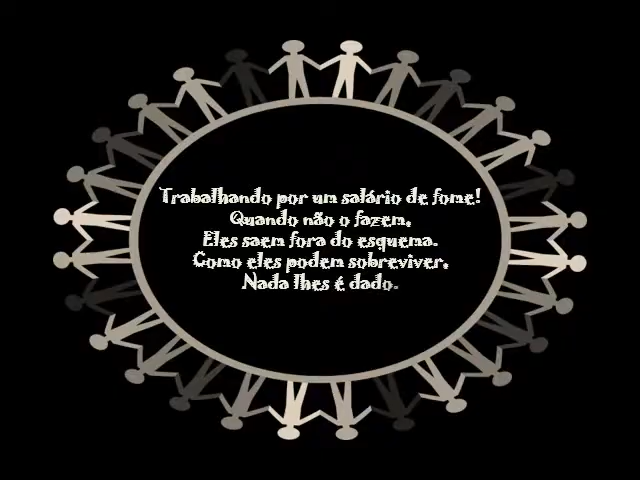 Trabalhando por um salário de fome!
Quando não o fazem,
Eles saem fora do esquema.
Como eles podem sobreviver,
Nada lhes é dado.